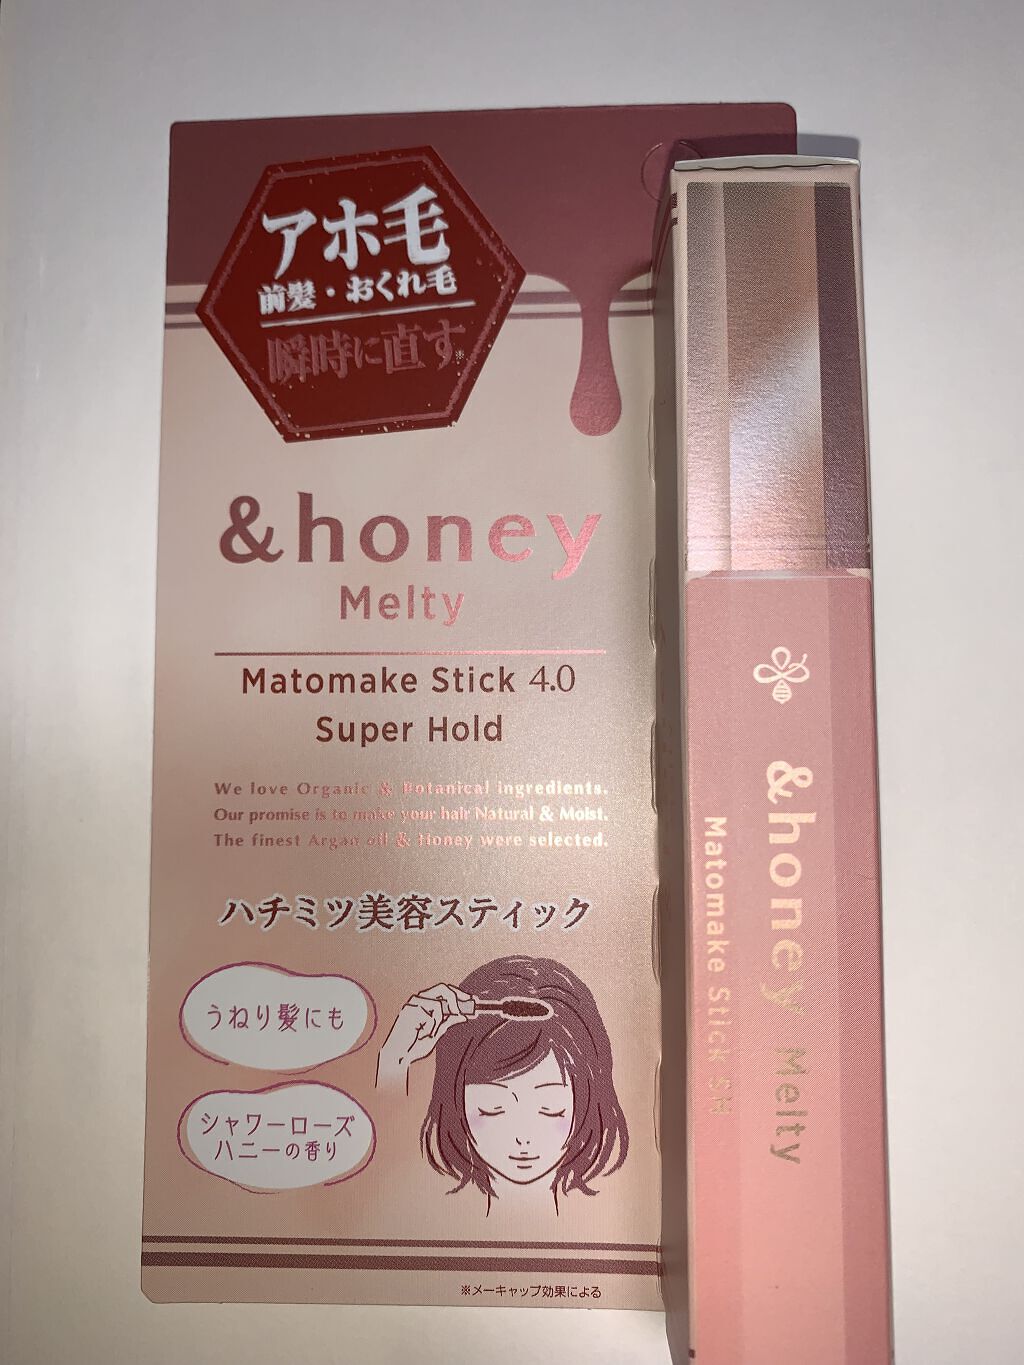 アホ毛
前髪・おくれ毛
瞬時に直す※
&honey
Melty
Matomake Stick 4.0
Super Hold
We love Organic & Botanical ingredients.
Our promise is to make your hair Natural & Moist.
The finest Argan oil & Honey were selected.
ハチミツ美容スティック
うねり髪にも
シャワーローズ
ハニーの香り
※メーキャップ効果による
&honey Melty
Matomake Stick SH